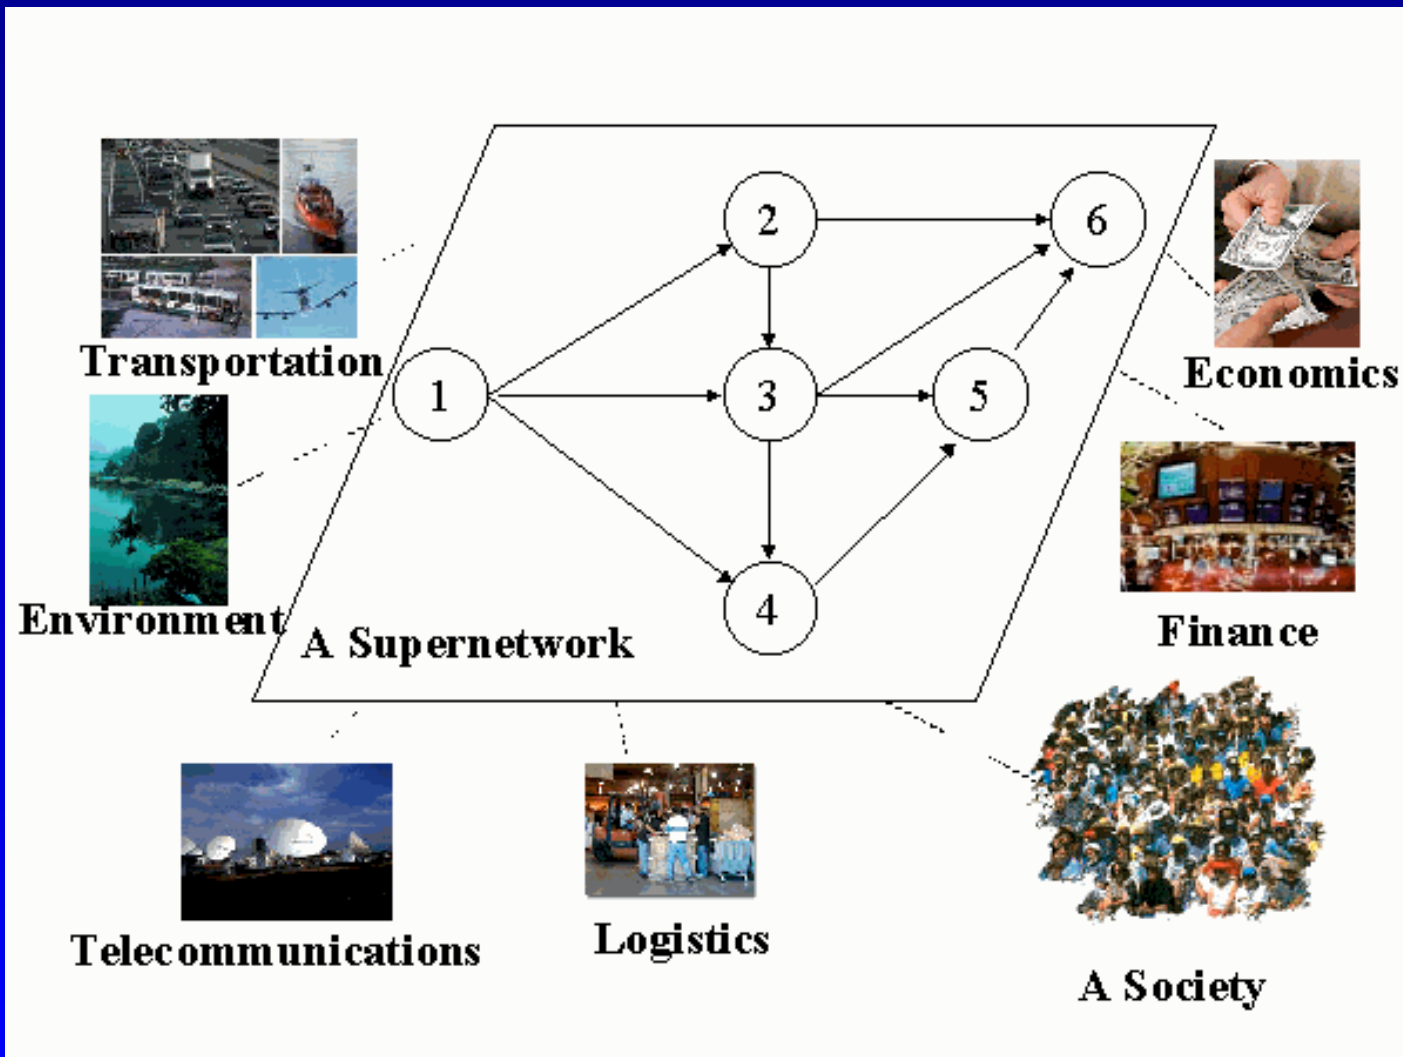 2
6
Transportation
1
3
5
Economics
Environment
4
A Supernetwork
Finance
Telecommunications
Logistics
A Society